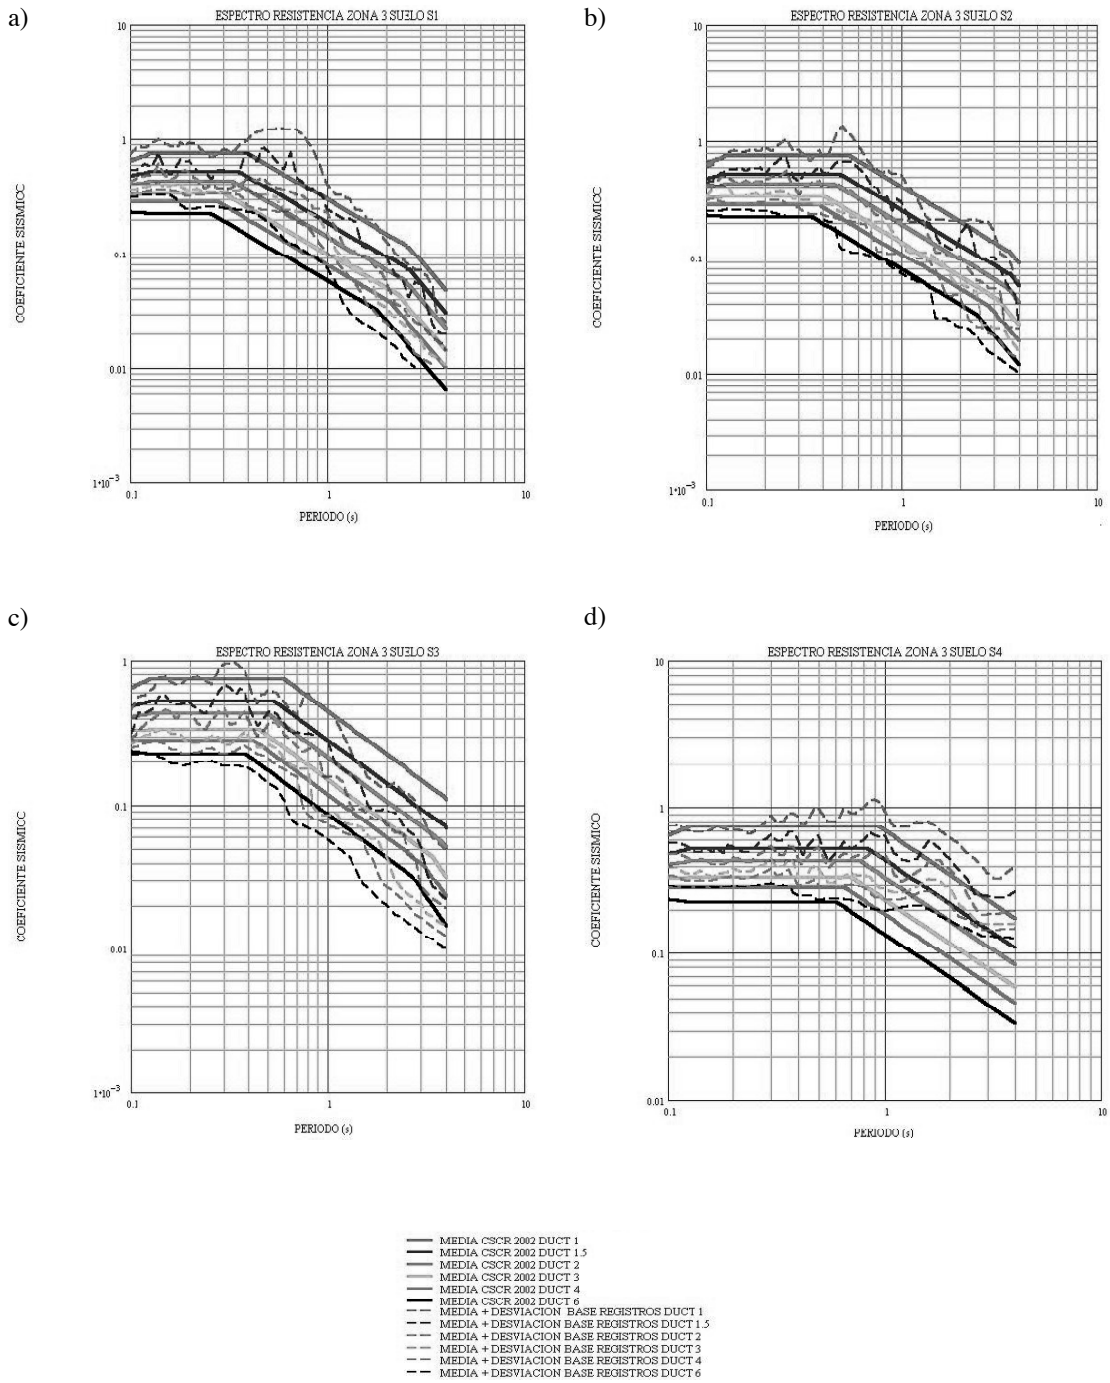 a)
ESPECTRO RESISTENCIA ZONA 3 SUELO S1
10
1
0.1
0.01
1•10⁻³
0.1
1
10
COEFICIENTE SISMICC
PERIODO (s)
b)
ESPECTRO RESISTENCIA ZONA 3 SUELO S2
10
1
0.1
0.01
1•10⁻³
0.1
1
10
COEFICIENTE SISMICC
PERIODO (s)
c)
ESPECTRO RESISTENCIA ZONA 3 SUELO S3
1
0.1
0.01
1•10⁻³
0.1
1
10
COEFICIENTE SISMICC
PERIODO (s)
d)
ESPECTRO RESISTENCIA ZONA 3 SUELO S4
10
1
0.1
0.01
0.1
1
10
COEFICIENTE SISMICO
PERIODO (s)
MEDIA CSCR 2002 DUCT 1
MEDIA CSCR 2002 DUCT 1.5
MEDIA CSCR 2002 DUCT 2
MEDIA CSCR 2002 DUCT 3
MEDIA CSCR 2002 DUCT 4
MEDIA CSCR 2002 DUCT 6
MEDIA + DESVIACION BASE REGISTROS DUCT 1
MEDIA + DESVIACION BASE REGISTROS DUCT 1.5
MEDIA + DESVIACION BASE REGISTROS DUCT 2
MEDIA + DESVIACION BASE REGISTROS DUCT 3
MEDIA + DESVIACION BASE REGISTROS DUCT 4
MEDIA + DESVIACION BASE REGISTROS DUCT 6